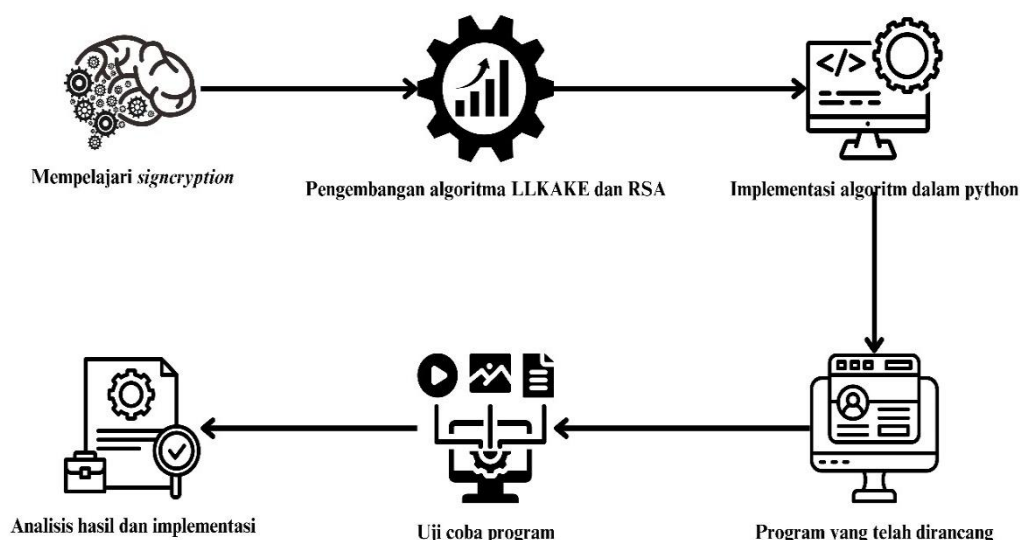 Mempelajari signcryption
Pengembangan algoritma LLKAKE dan RSA
</>
Implementasi algoritm dalam python
Analisis hasil dan implementasi
Uji coba program
Program yang telah dirancang